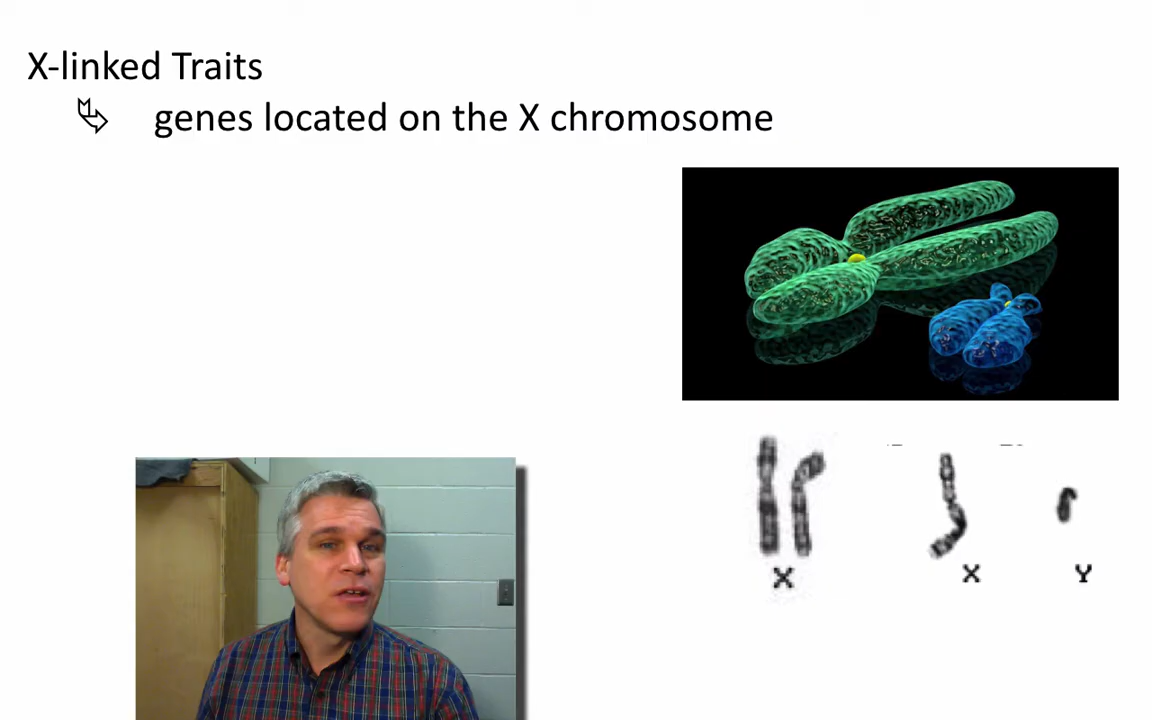 X-linked Traits
genes located on the X chromosome
X
X Y